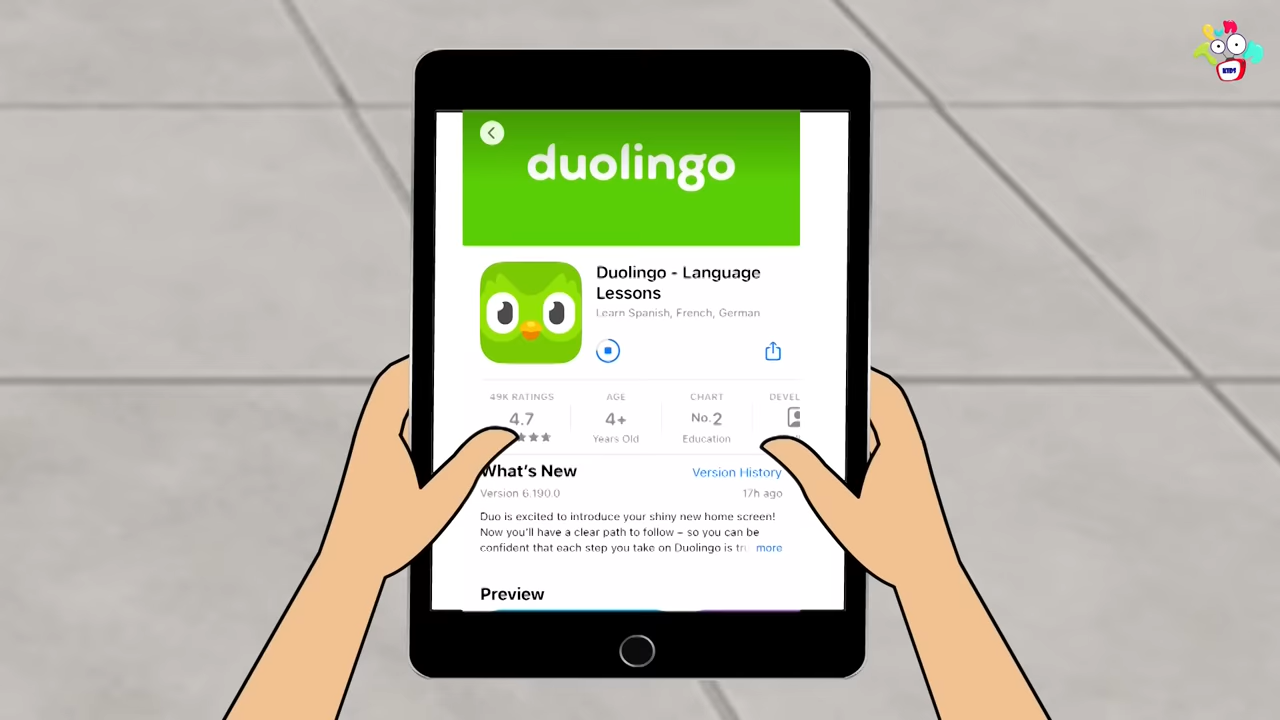 KIDS
duolingo
Duolingo - Language
Lessons
Learn Spanish, French, German
49K RATINGS
4.7
AGE
4+
Years Old
CHART
No.2
Education
DEVEL
What's New
Version History
Version 6.190.0
17h ago
Duo is excited to introduce your shiny new home screen!
Now you'll have a clear path to follow – so you can
confident that each step you take on Duolingo is tru more
Preview